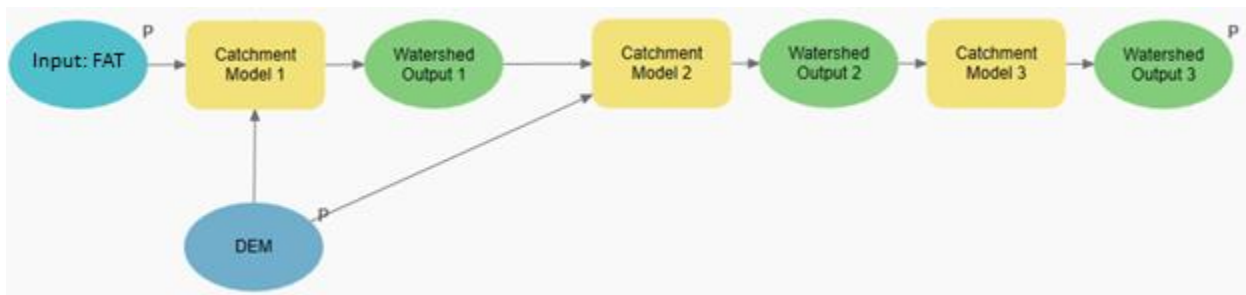 P
Input: FAT
Catchment
Model 1
Watershed
Output 1
Catchment
Model 2
Watershed
Output 2
Catchment
Model 3
Watershed
Output 3
P
P
DEM